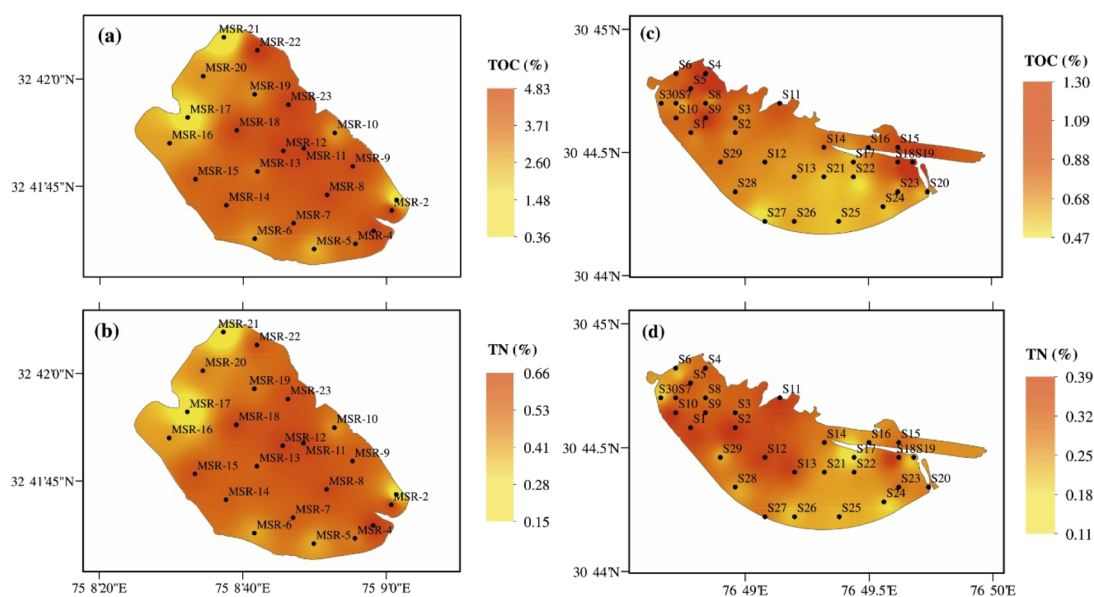 (a)
MSR-21
MSR-22
MSR-20
MSR-19
MSR-23
MSR-17
MSR-18
MSR-10
MSR-16
MSR-12
MSR-11
MSR-13
MSR-9
MSR-15
MSR-8
MSR-14
MSR-2
MSR-7
MSR-6
MSR-5
MSR-4
32 42'0"N
32 41'45"N
TOC (%)
4.83
3.71
2.60
1.48
0.36
(c)
30 45'N
30 44.5'N
30 44'N
S6
S4
S5
S30
S7
S8
S11
S10
S9
S3
S1
S2
S14
S16
S15
S29
S12
S17
S18
S19
S13
S21
S22
S28
S23
S20
S24
S27
S26
S25
TOC (%)
1.30
1.09
0.88
0.68
0.47
(b)
MSR-21
MSR-22
MSR-20
MSR-19
MSR-23
MSR-17
MSR-18
MSR-10
MSR-16
MSR-12
MSR-11
MSR-13
MSR-9
MSR-15
MSR-8
MSR-14
MSR-2
MSR-7
MSR-6
MSR-5
MSR-4
32 42'0"N
32 41'45"N
75 8'20"E
75 8'40"E
75 9'0"E
TN (%)
0.66
0.53
0.41
0.28
0.15
(d)
30 45'N
30 44.5'N
30 44'N
S6
S4
S5
S30
S7
S8
S11
S10
S9
S3
S1
S2
S14
S16
S15
S29
S12
S17
S18
S19
S13
S21
S22
S28
S23
S20
S24
S27
S26
S25
76 49'E
76 49.5'E
76 50'E
TN (%)
0.39
0.32
0.25
0.18
0.11